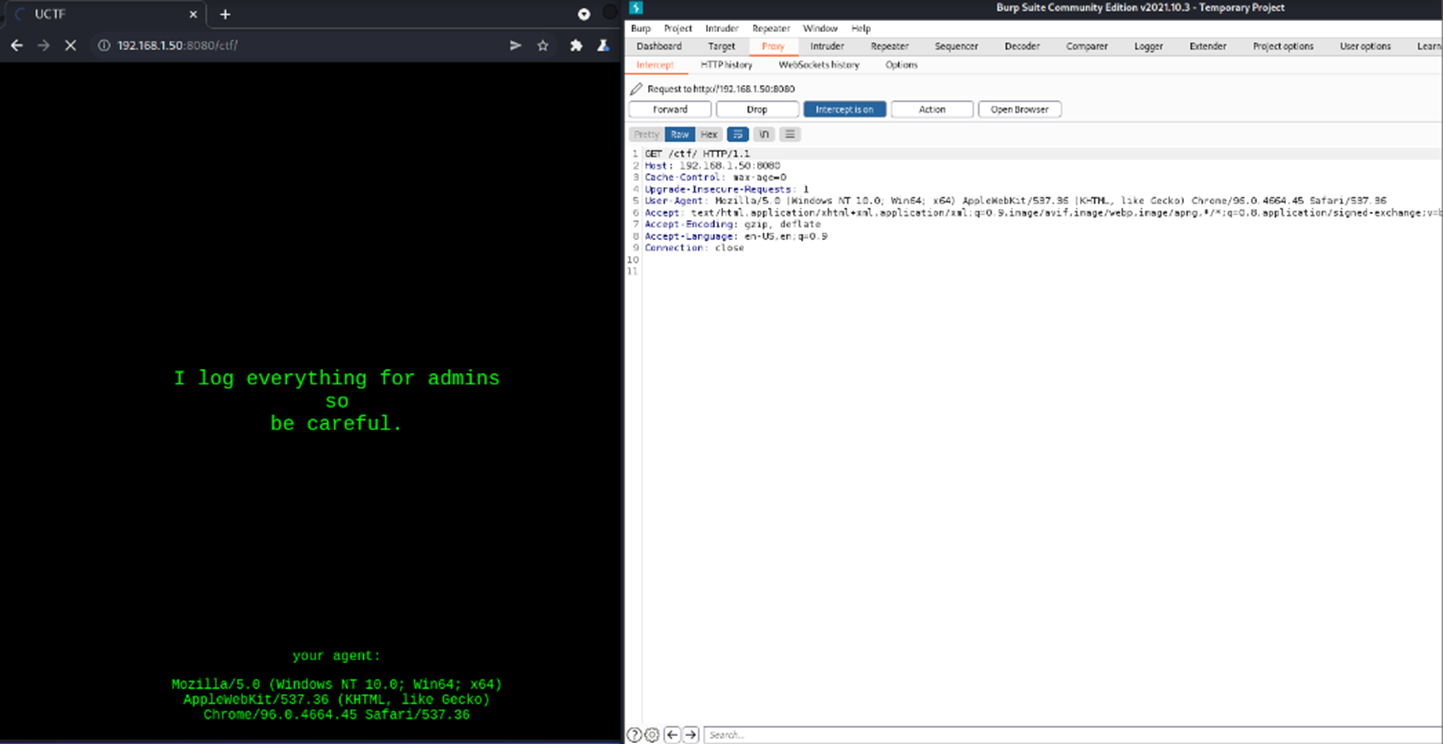 UCTF
192.168.1.50:8080/ctf/
I log everything for admins
so
be careful.
your agent:
Mozilla/5.0 (Windows NT 10.0; Win64; x64)
AppleWebKit/537.36 (KHTML, like Gecko)
Chrome/96.0.4664.45 Safari/537.36
Burp Suite Community Edition v2021.10.3 - Temporary Project
Burp Project Intruder Repeater Window Help
Dashboard Target Proxy Intruder Repeater Sequencer Decoder Comparer Logger Extender Project options User options Learn
Intercept HTTP history WebSockets history Options
Request to http://192.168.1.50:8080
Forward Drop Intercept is on Action Open Browser
Pretty Raw Hex \n
1 GET /ctf/ HTTP/1.1
2 Host: 192.168.1.50:8080
3 Cache-Control: max-age=0
4 Upgrade-Insecure-Requests: 1
5 User-Agent: Mozilla/5.0 (Windows NT 10.0; Win64; x64) AppleWebKit/537.36 (KHTML, like Gecko) Chrome/96.0.4664.45 Safari/537.36
6 Accept: text/html,application/xhtml+xml,application/xml;q=0.9,image/avif,image/webp,image/apng,*/*;q=0.8,application/signed-exchange;v=b
7 Accept-Encoding: gzip, deflate
8 Accept-Language: en-US,en;q=0.9
9 Connection: close
10
11
Search...